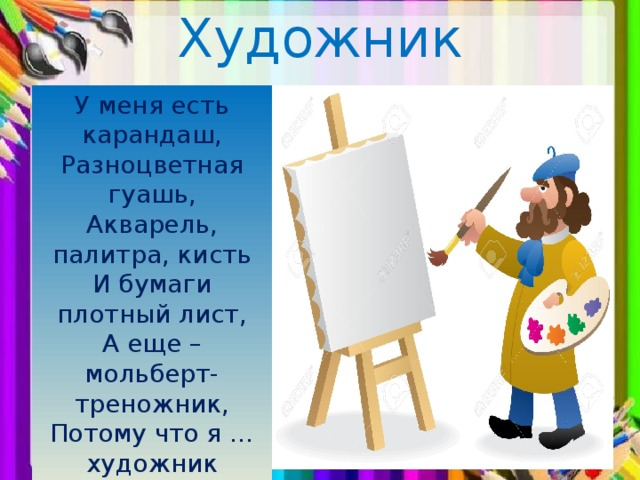 Художник
У меня есть
карандаш,
Разноцветная
гуашь,
Акварель,
палитра, кисть
И бумаги
плотный лист,
А еще –
мольберт-
треножник,
Потому что я ...
художник